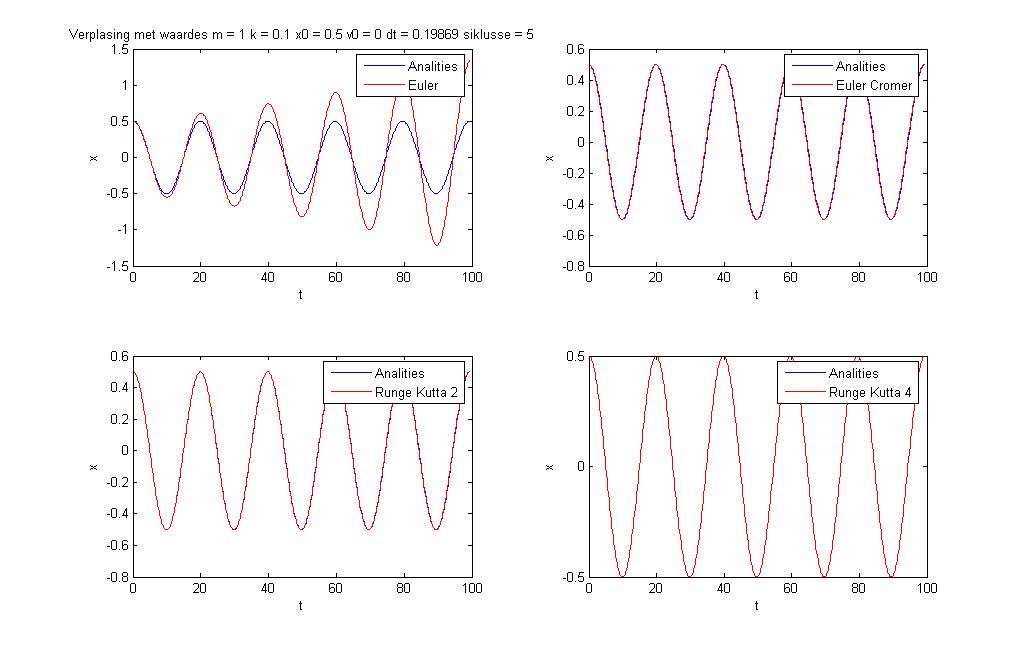 Verplasing met waardes m = 1 k = 0.1 x0 = 0.5 v0 = 0 dt = 0.19869 siklusse = 5
1.5
1
0.5
0
-0.5
-1
-1.5
x
0 20 40 60 80 100
t
Analities
Euler
0.6
0.4
0.2
0
-0.2
-0.4
-0.6
-0.8
x
0 20 40 60 80 100
t
Analities
Euler Cromer
0.6
0.4
0.2
0
-0.2
-0.4
-0.6
-0.8
x
0 20 40 60 80 100
t
Analities
Runge Kutta 2
0.5
0
-0.5
x
0 20 40 60 80 100
t
Analities
Runge Kutta 4